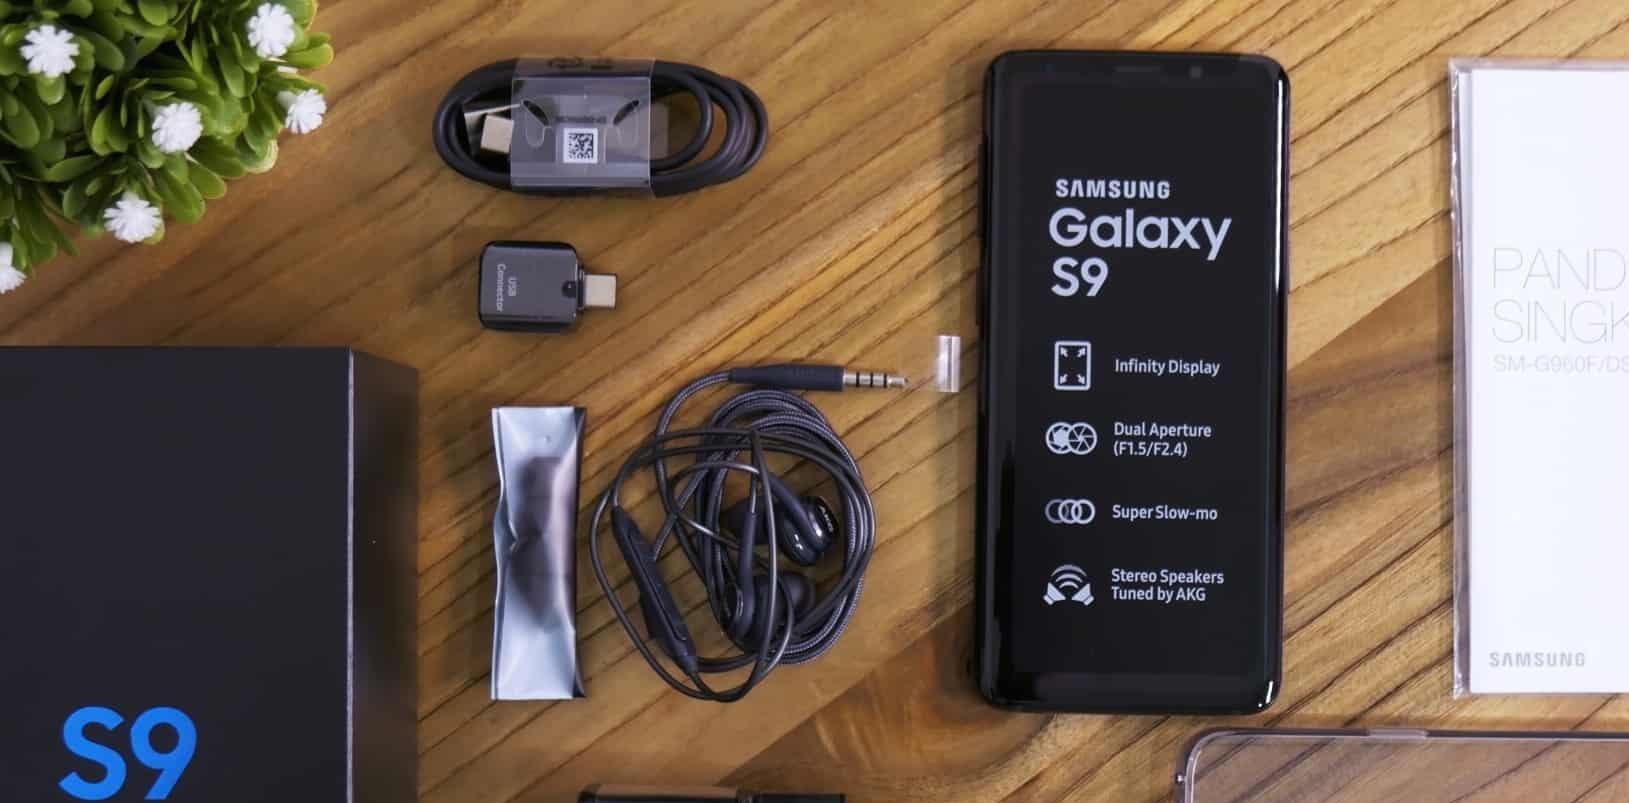 USB
Connector
AKG
S9
SAMSUNG
Galaxy
S9
Infinity Display
Dual Aperture
(F1.5/F2.4)
Super Slow-mo
Stereo Speakers
Tuned by AKG
PAND
SINGK
SM-G960F/DS
SAMSUNG